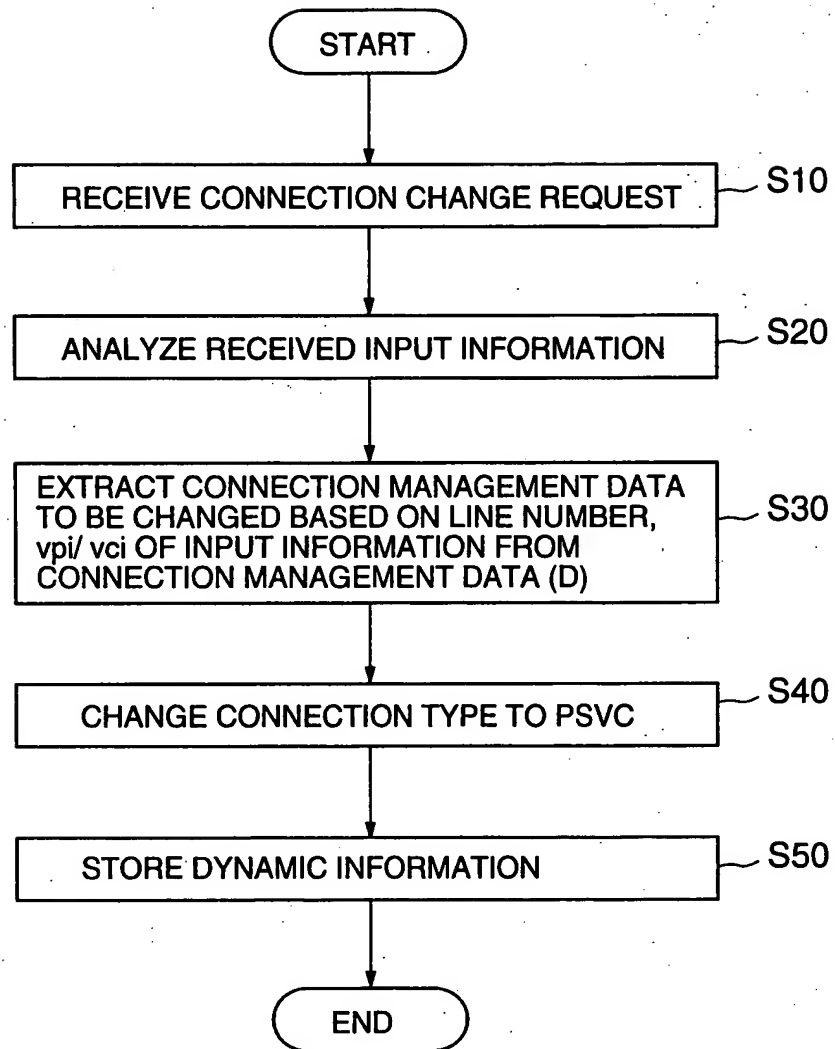 START
RECEIVE CONNECTION CHANGE REQUEST
S10
ANALYZE RECEIVED INPUT INFORMATION
S20
EXTRACT CONNECTION MANAGEMENT DATA
TO BE CHANGED BASED ON LINE NUMBER,
vpi/ vci OF INPUT INFORMATION FROM
CONNECTION MANAGEMENT DATA (D)
S30
CHANGE CONNECTION TYPE TO PSVC
S40
STORE DYNAMIC INFORMATION
S50
END